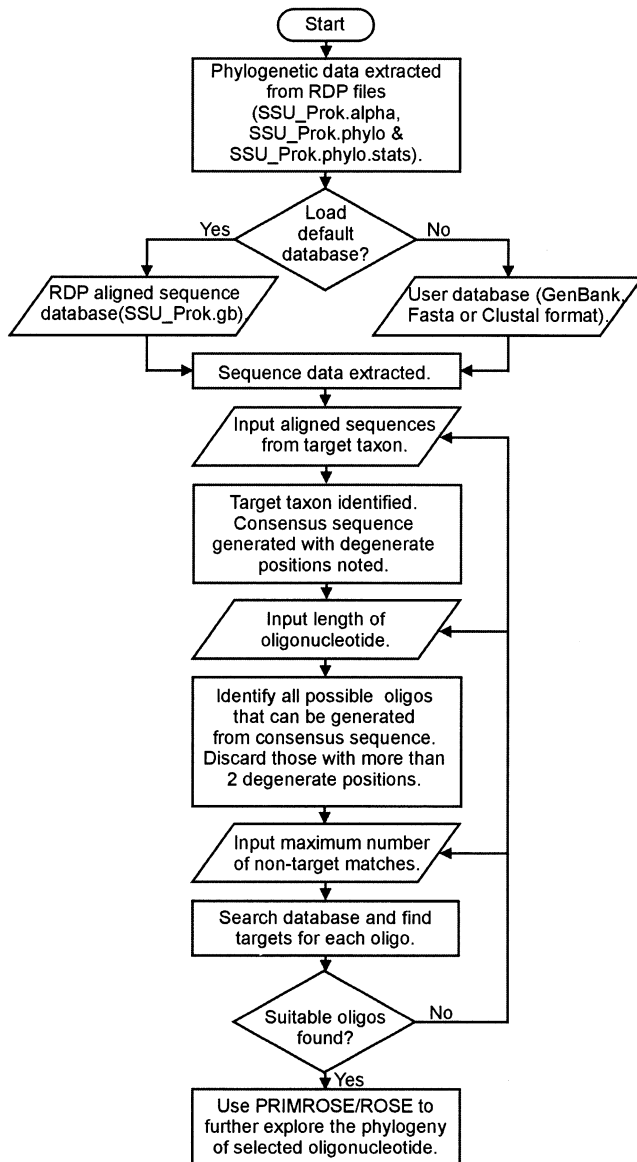 Start
Phylogenetic data extracted
from RDP files
(SSU_Prok.alpha,
SSU_Prok.phylo &
SSU_Prok.phylo.stats).
Load
default
database?
Yes
No
RDP aligned sequence
database(SSU_Prok.gb).
User database (GenBank,
Fasta or Clustal format).
Sequence data extracted.
Input aligned sequences
from target taxon.
Target taxon identified.
Consensus sequence
generated with degenerate
positions noted.
Input length of
oligonucleotide.
Identify all possible oligos
that can be generated
from consensus sequence.
Discard those with more than
2 degenerate positions.
Input maximum number
of non-target matches.
Search database and find
targets for each oligo.
Suitable oligos
found?
No
Yes
Use PRIMROSE/ROSE to
further explore the phylogeny
of selected oligonucleotide.